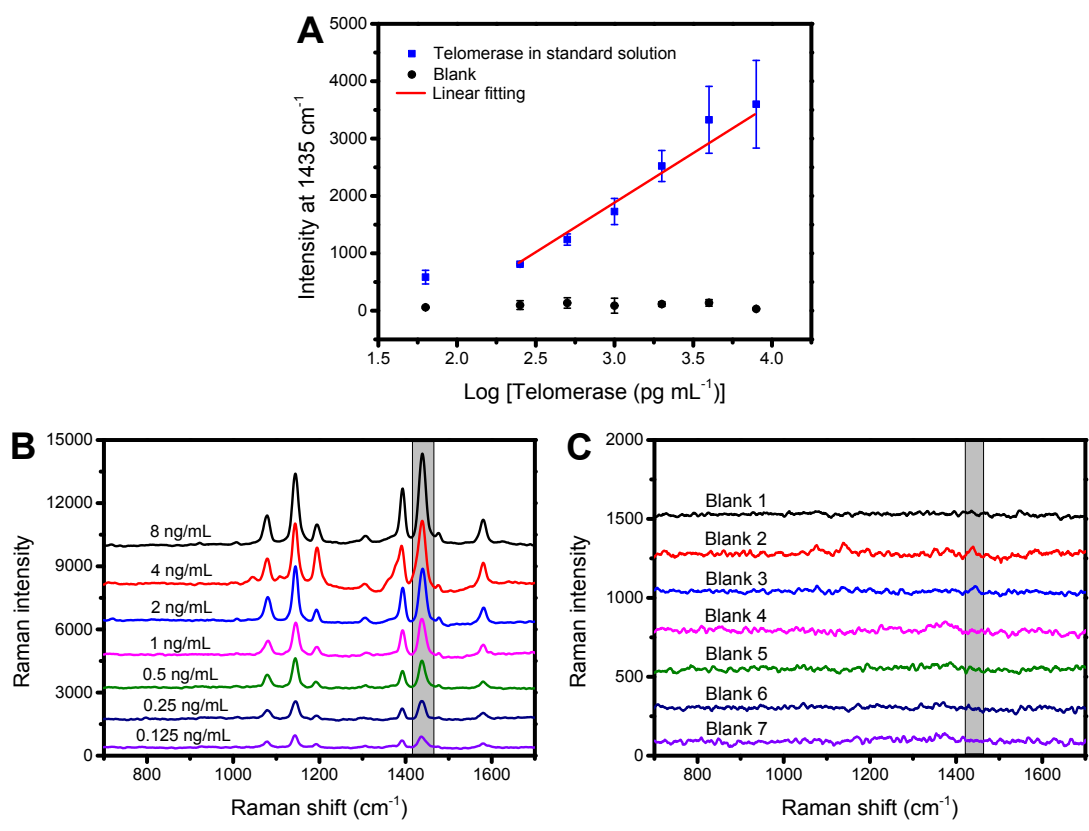 A
Telomerase in standard solution
Blank
Linear fitting
Intensity at 1435 cm⁻¹
5000
4000
3000
2000
1000
0
1.5 2.0 2.5 3.0 3.5 4.0
Log [Telomerase (pg mL⁻¹)]
B
Raman intensity
15000
12000
9000
6000
3000
0
8 ng/mL
4 ng/mL
2 ng/mL
1 ng/mL
0.5 ng/mL
0.25 ng/mL
0.125 ng/mL
800 1000 1200 1400 1600
Raman shift (cm⁻¹)
C
Raman intensity
2000
1500
1000
500
0
Blank 1
Blank 2
Blank 3
Blank 4
Blank 5
Blank 6
Blank 7
800 1000 1200 1400 1600
Raman shift (cm⁻¹)